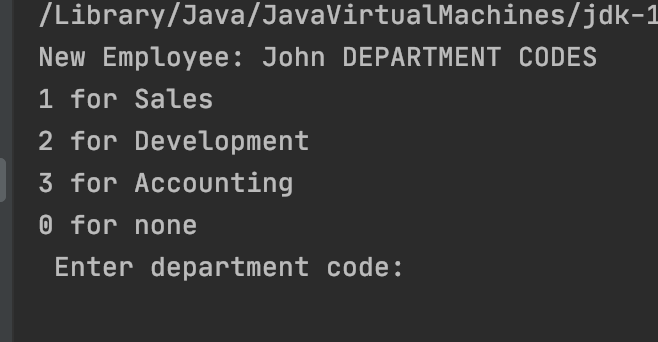 /Library/Java/JavaVirtualMachines/jdk-1
New Employee: John DEPARTMENT CODES
1 for Sales
2 for Development
3 for Accounting
0 for none
Enter department code: